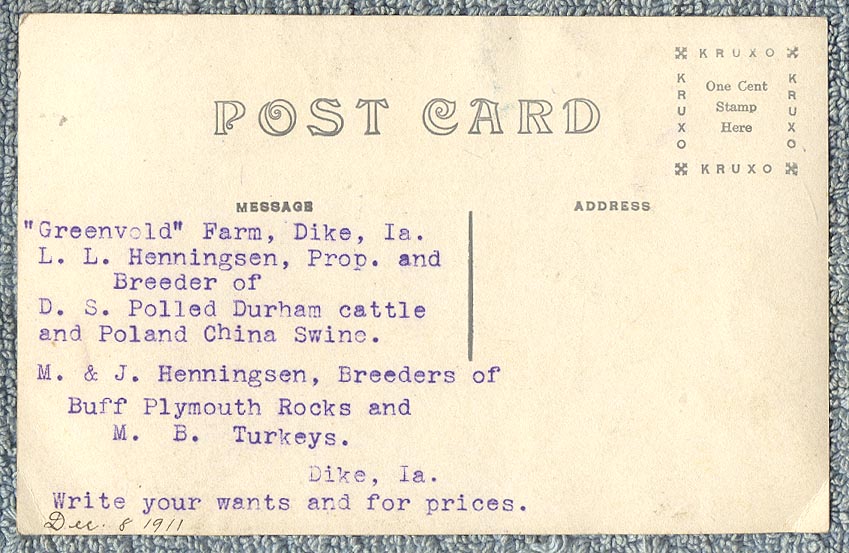 KRUXO
KRUXO
One Cent
Stamp
Here
KRUXO
KRUXO
POST CARD
MESSAGE
ADDRESS
"Greenvold" Farm, Dike, Ia.
L. L. Henningsen, Prop. and
Breeder of
D. S. Polled Durham cattle
and Poland China Swine.
M. & J. Henningsen, Breeders of
Buff Plymouth Rocks and
M. B. Turkeys.
Dike, Ia.
Write your wants and for prices.
Dec. 8 1911